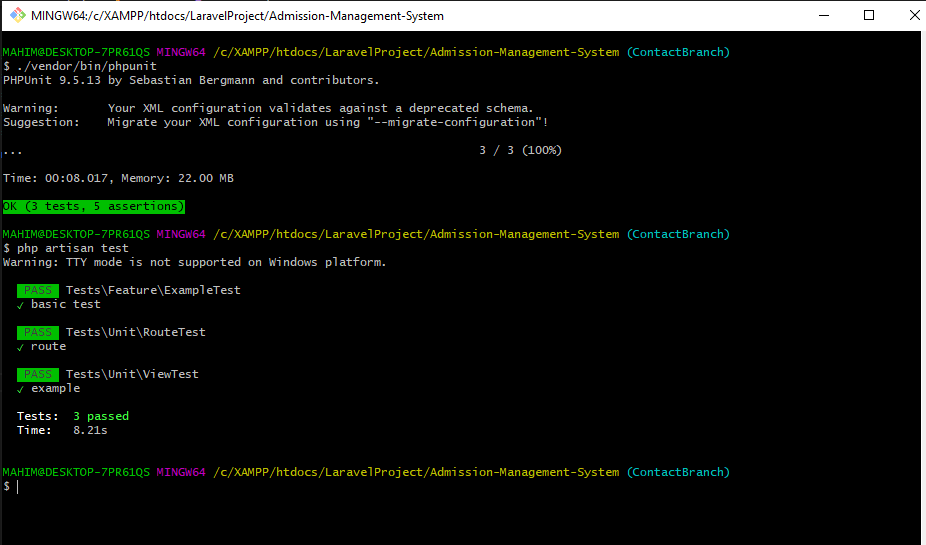 MINGW64:/c/XAMPP/htdocs/LaravelProject/Admission-Management-System
MAHIM@DESKTOP-7PR61QS MINGW64 /c/XAMPP/htdocs/LaravelProject/Admission-Management-System (ContactBranch)
$ ./vendor/bin/phpunit
PHPUnit 9.5.13 by Sebastian Bergmann and contributors.
Warning:       Your XML configuration validates against a deprecated schema.
Suggestion:    Migrate your XML configuration using "--migrate-configuration"!
...                                                                 3 / 3 (100%)
Time: 00:08.017, Memory: 22.00 MB
OK (3 tests, 5 assertions)
MAHIM@DESKTOP-7PR61QS MINGW64 /c/XAMPP/htdocs/LaravelProject/Admission-Management-System (ContactBranch)
$ php artisan test
Warning: TTY mode is not supported on Windows platform.
PASS  Tests\Feature\ExampleTest
✓ basic test
PASS  Tests\Unit\RouteTest
✓ route
PASS  Tests\Unit\ViewTest
✓ example
Tests:  3 passed
Time:   8.21s
MAHIM@DESKTOP-7PR61QS MINGW64 /c/XAMPP/htdocs/LaravelProject/Admission-Management-System (ContactBranch)
$